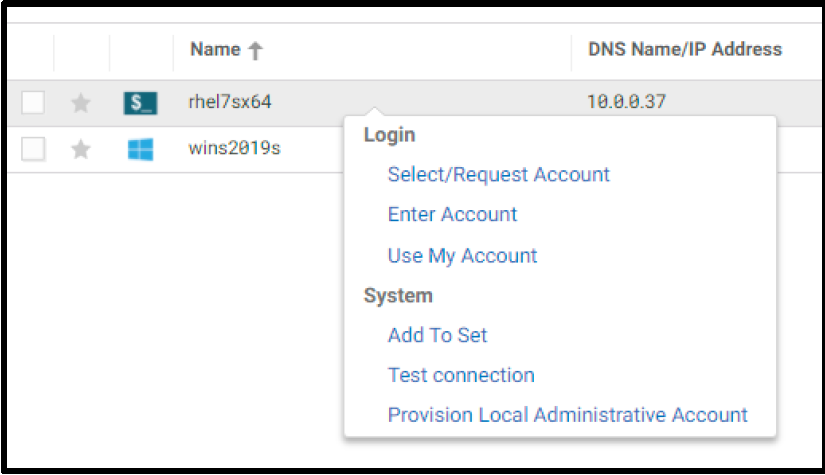 Name DNS Name/IP Address
$_ rhel7sx64 10.0.0.37
wins2019s
Login
Select/Request Account
Enter Account
Use My Account
System
Add To Set
Test connection
Provision Local Administrative Account